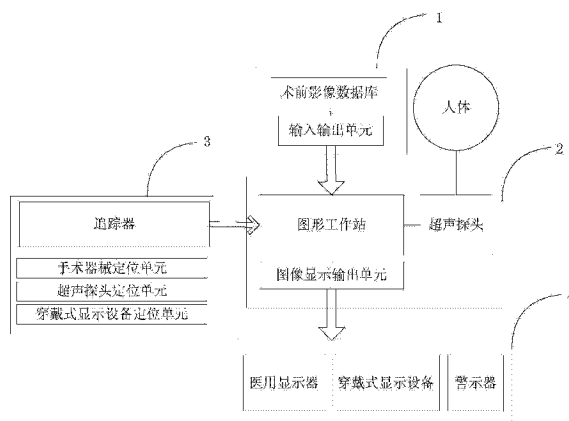 1
术前影像数据库
输入输出单元
人体
3
2
追踪器
图形工作站
超声探头
手术器械定位单元
超声探头定位单元
穿戴式显示设备定位单元
图像显示输出单元
医用显示器
穿戴式显示设备
警示器